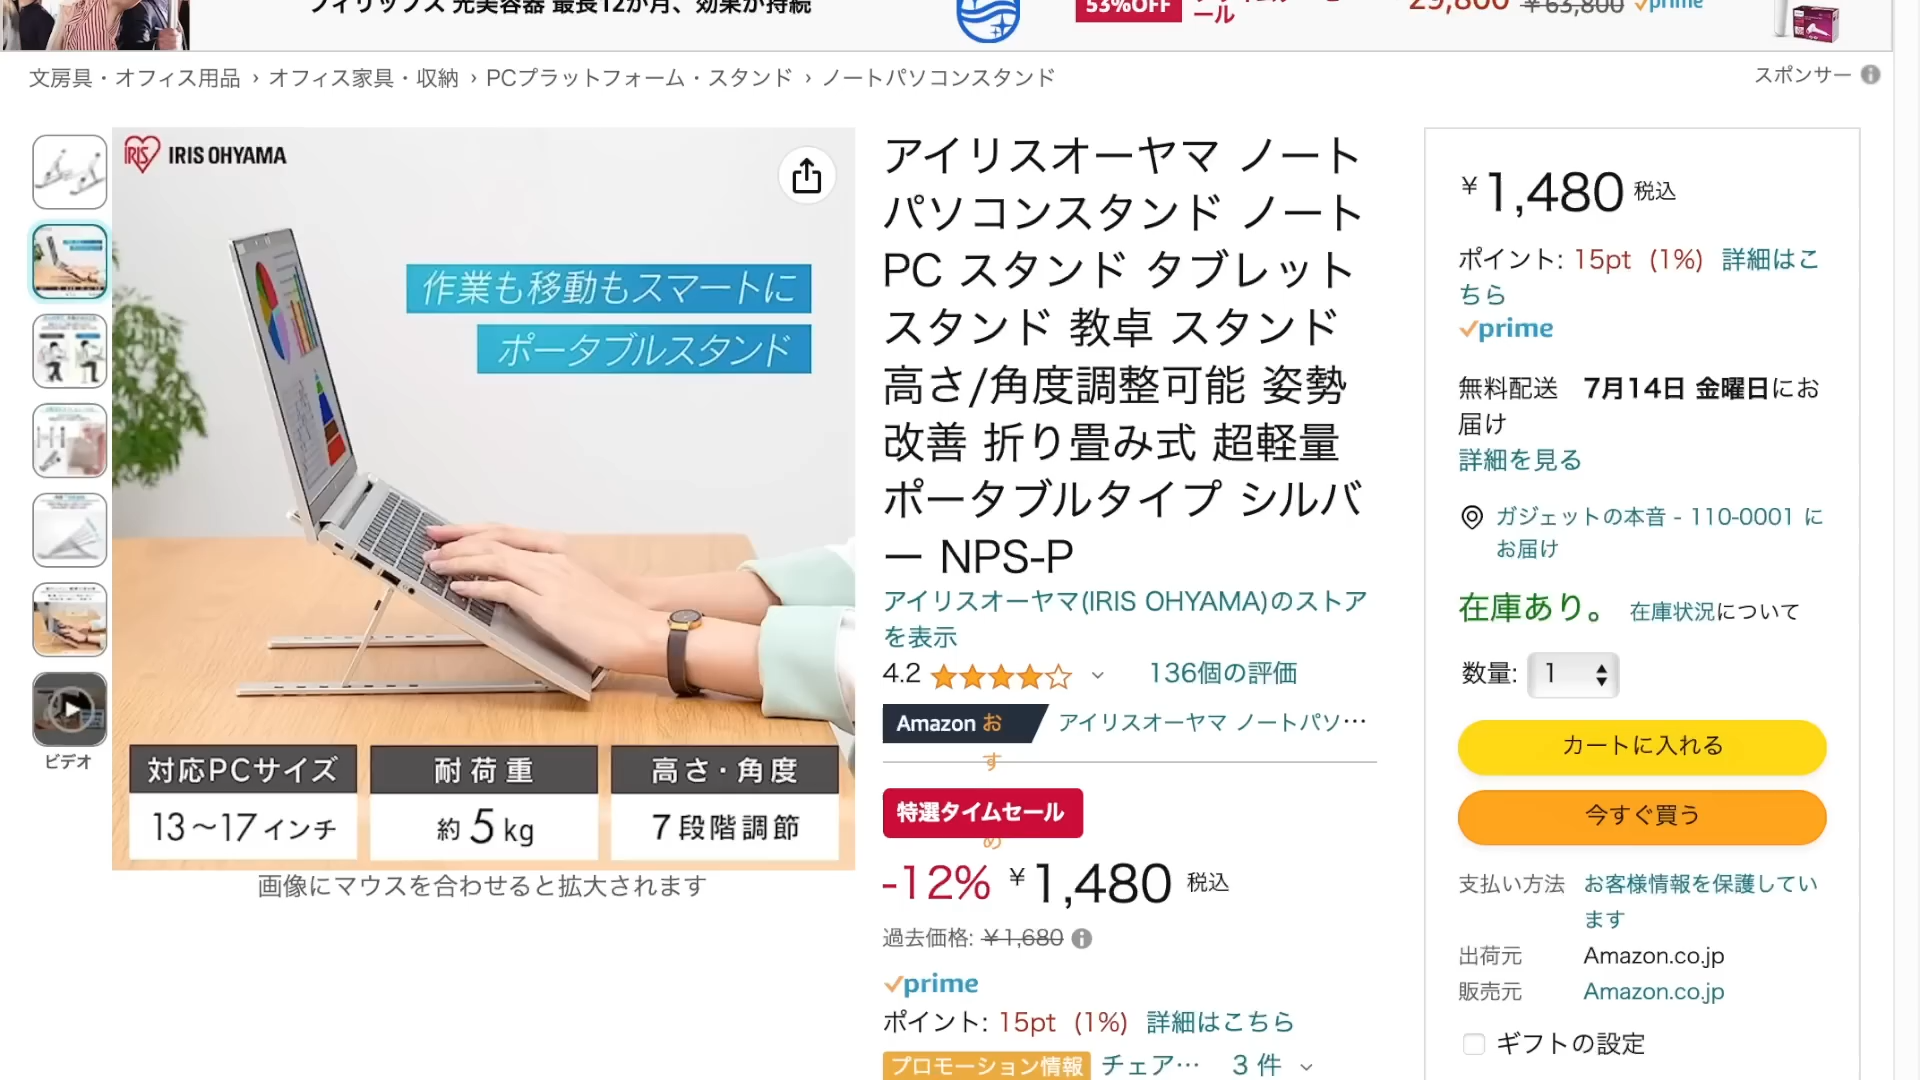 53%OFF
ール
29,800 ¥63,800 prime
文房具・オフィス用品 › オフィス家具・収納 › PCプラットフォーム・スタンド › ノートパソコンスタンド
スポンサー
IRIS IRIS OHYAMA
作業も移動もスマートに
ポータブルスタンド
対応PCサイズ
13～17インチ
耐荷重
約5kg
高さ・角度
7段階調節
ビデオ
画像にマウスを合わせると拡大されます
アイリスオーヤマ ノート
パソコンスタンド ノート
PC スタンド タブレット
スタンド 教卓 スタンド
高さ/角度調整可能 姿勢
改善 折り畳み式 超軽量
ポータブルタイプ シルバ
ー NPS-P
アイリスオーヤマ(IRIS OHYAMA)のストア
を表示
4.2 136個の評価
Amazon お アイリスオーヤマ ノートパソ…
す
特選タイムセール
め
-12% ¥1,480 税込
過去価格: ¥1,680
prime
ポイント: 15pt (1%) 詳細はこちら
プロモーション情報 チェア… 3 件
¥1,480 税込
ポイント: 15pt (1%) 詳細はこ
ちら
prime
無料配送 7月14日 金曜日にお
届け
詳細を見る
ガジェットの本音 - 110-0001 に
お届け
在庫あり。 在庫状況について
数量: 1
カートに入れる
今すぐ買う
支払い方法 お客様情報を保護してい
ます
出荷元 Amazon.co.jp
販売元 Amazon.co.jp
ギフトの設定